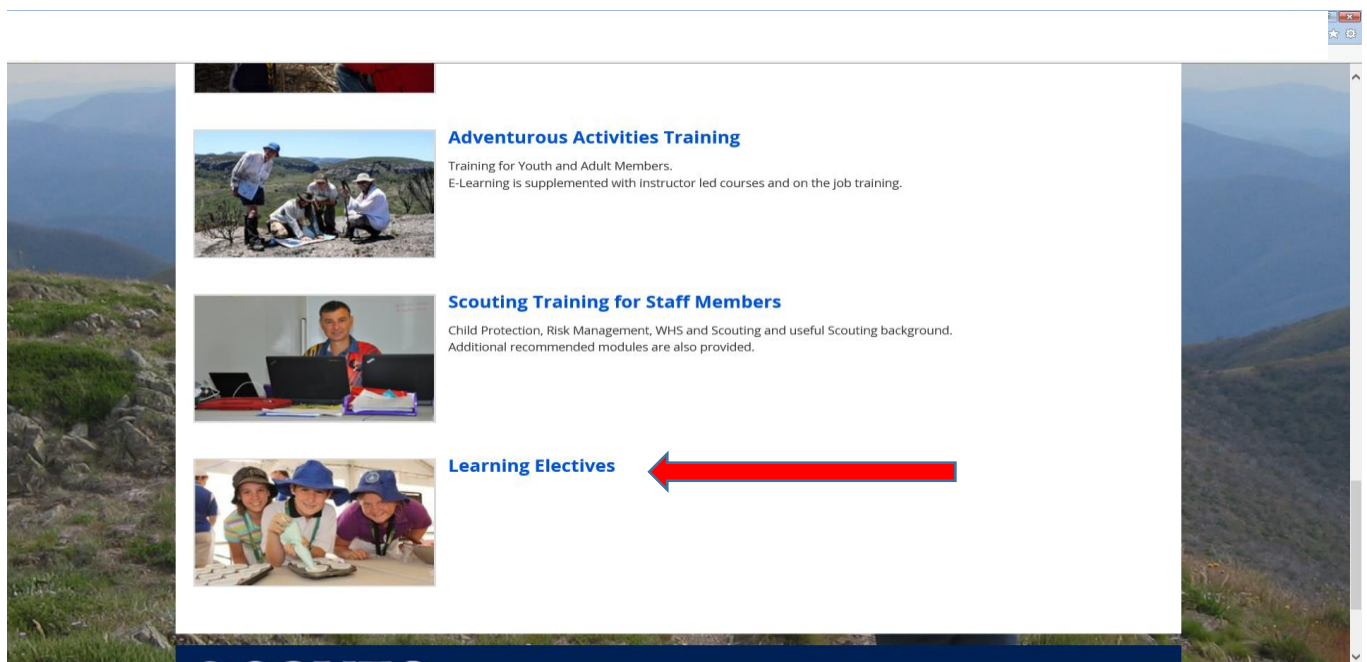 Adventurous Activities Training
Training for Youth and Adult Members.
E-Learning is supplemented with instructor led courses and on the job training.
Scouting Training for Staff Members
Child Protection, Risk Management, WHS and Scouting and useful Scouting background.
Additional recommended modules are also provided.
Learning Electives